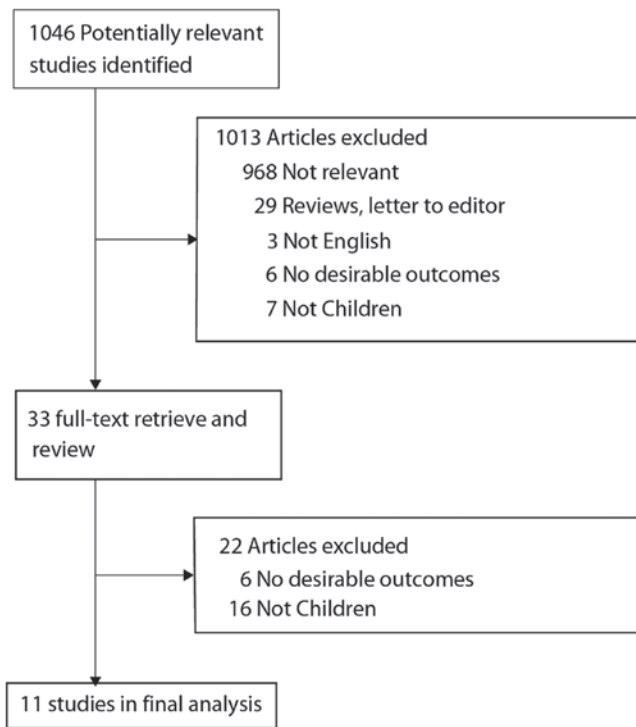 1046 Potentially relevant
studies identified
1013 Articles excluded
968 Not relevant
29 Reviews, letter to editor
3 Not English
6 No desirable outcomes
7 Not Children
33 full-text retrieve and
review
22 Articles excluded
6 No desirable outcomes
16 Not Children
11 studies in final analysis